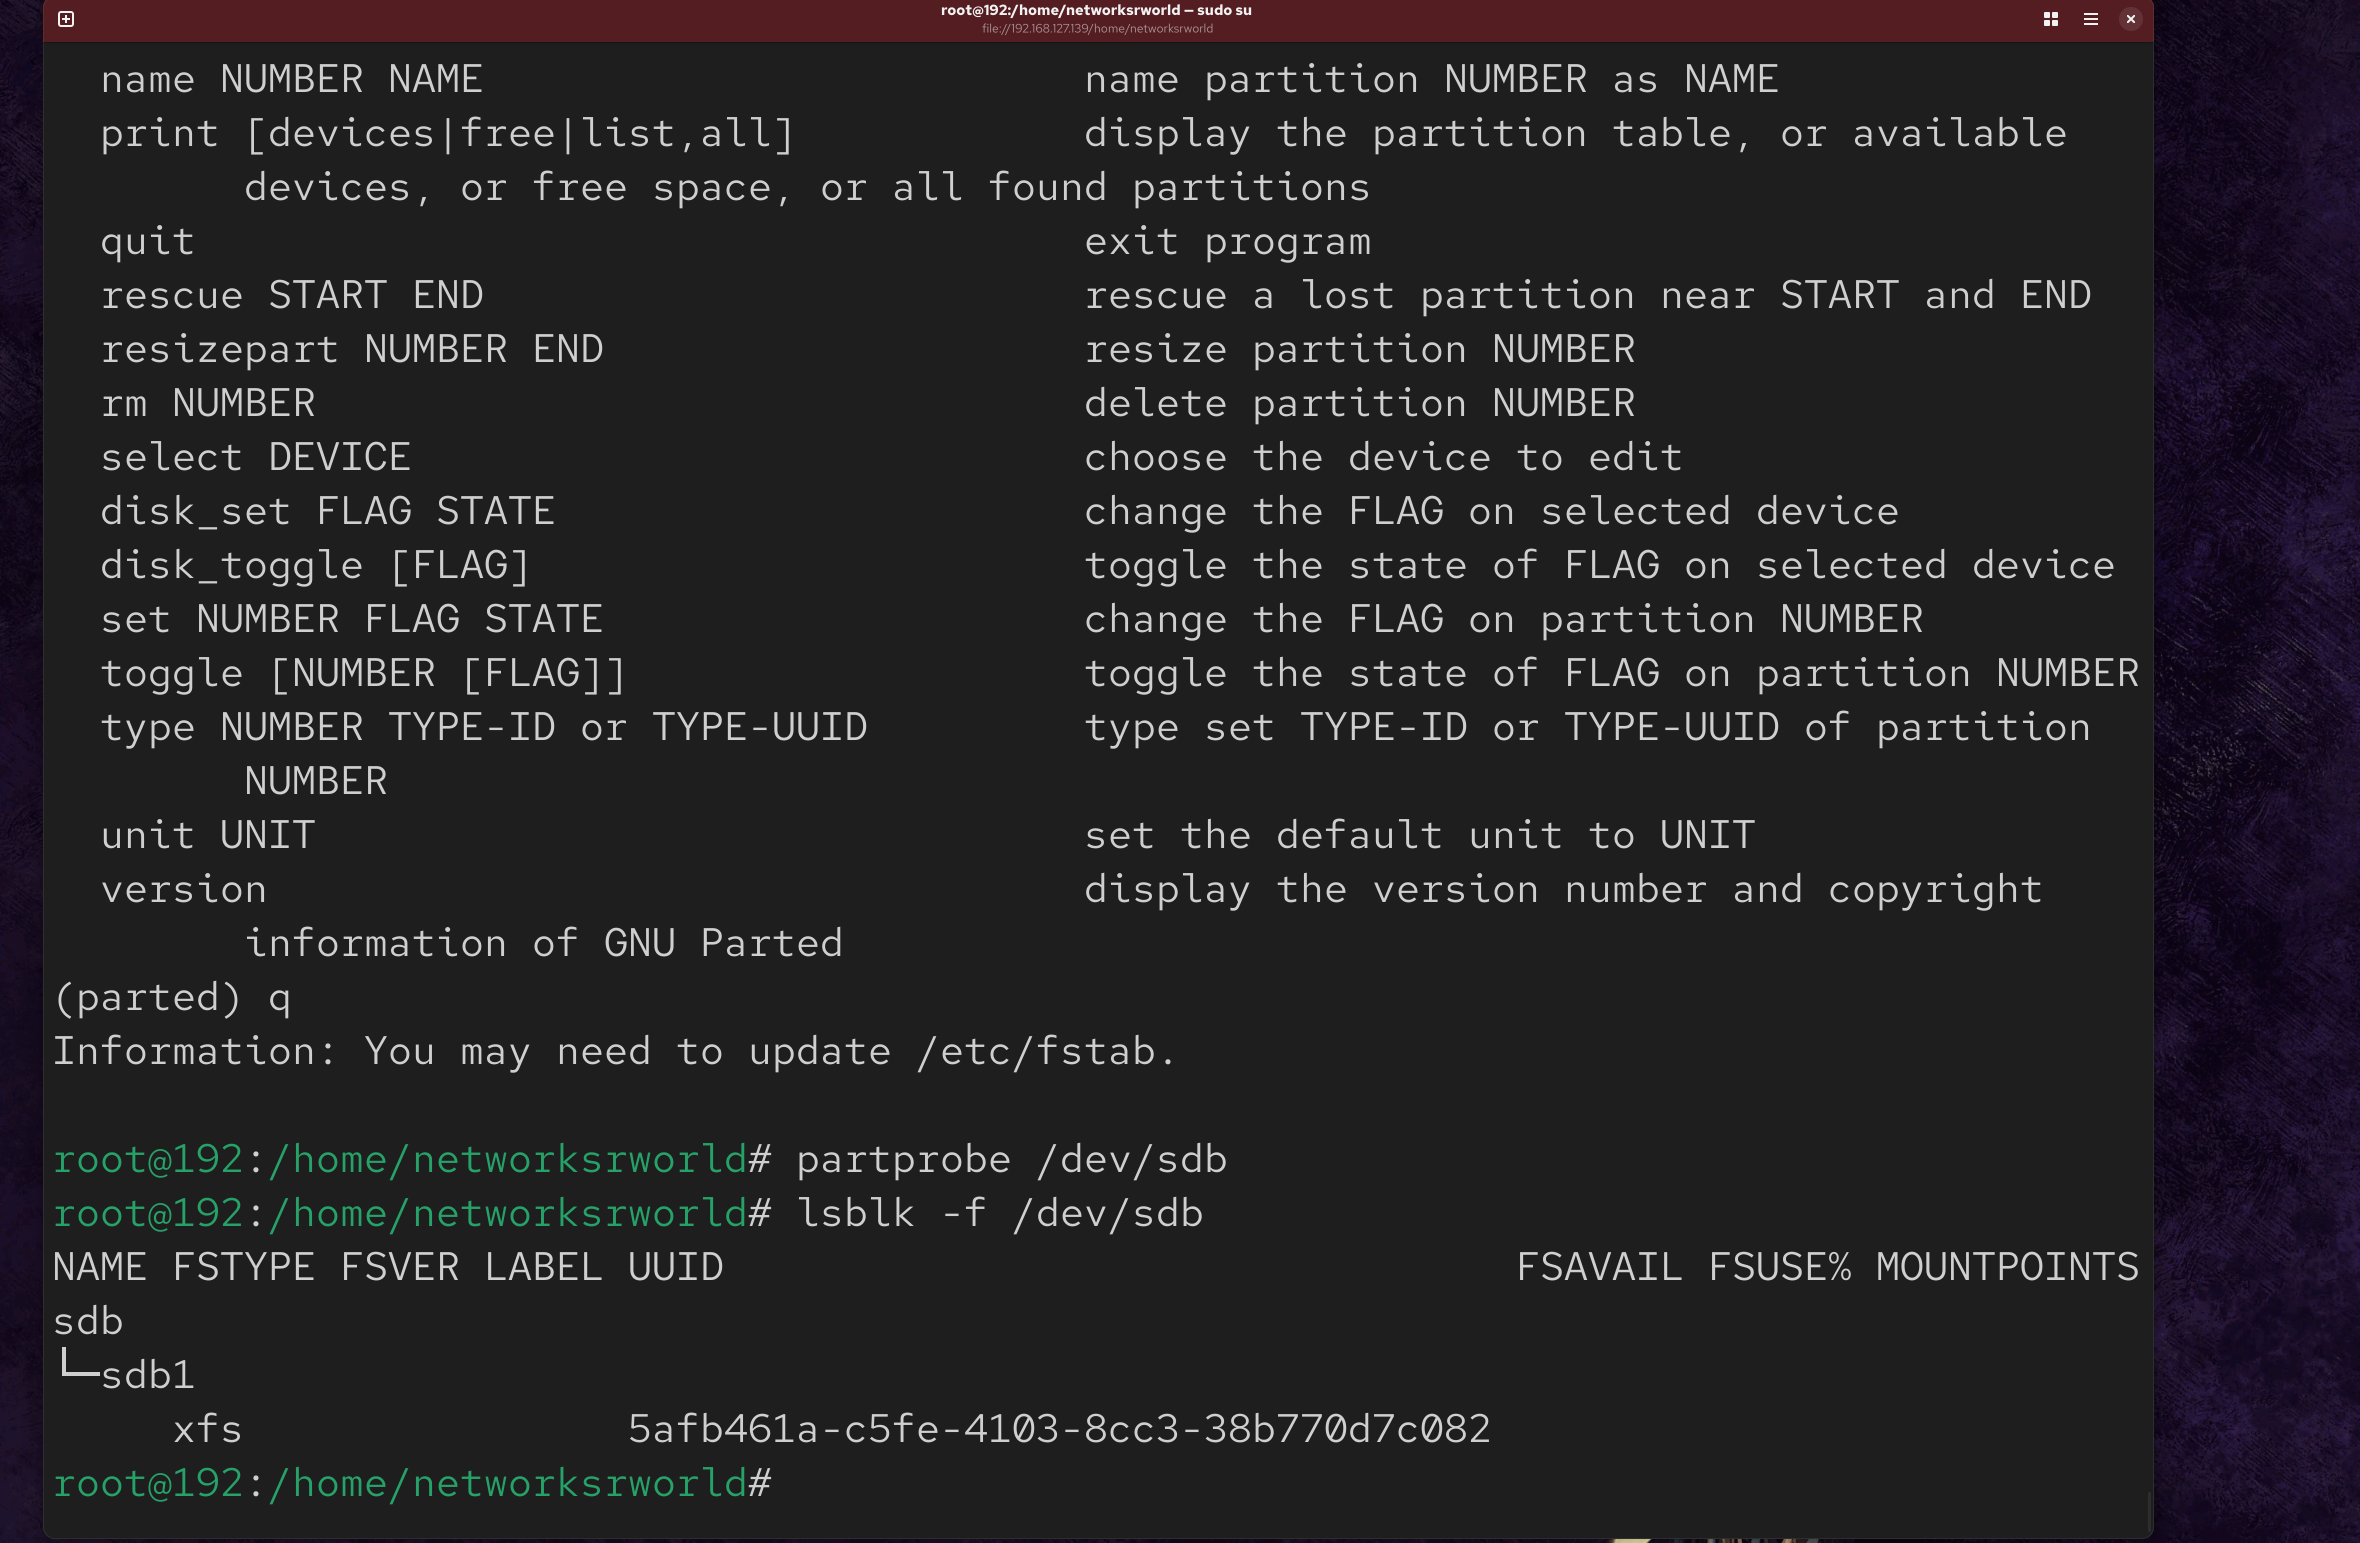 root@192:/home/networksrworld — sudo su
file://192.168.127.139/home/networksrworld
name NUMBER NAME                         name partition NUMBER as NAME
print [devices|free|list,all]            display the partition table, or available
devices, or free space, or all found partitions
quit                                     exit program
rescue START END                         rescue a lost partition near START and END
resizepart NUMBER END                    resize partition NUMBER
rm NUMBER                                delete partition NUMBER
select DEVICE                            choose the device to edit
disk_set FLAG STATE                      change the FLAG on selected device
disk_toggle [FLAG]                       toggle the state of FLAG on selected device
set NUMBER FLAG STATE                    change the FLAG on partition NUMBER
toggle [NUMBER [FLAG]]                   toggle the state of FLAG on partition NUMBER
type NUMBER TYPE-ID or TYPE-UUID         type set TYPE-ID or TYPE-UUID of partition
NUMBER
unit UNIT                                set the default unit to UNIT
version                                  display the version number and copyright
information of GNU Parted
(parted) q
Information: You may need to update /etc/fstab.
root@192:/home/networksrworld# partprobe /dev/sdb
root@192:/home/networksrworld# lsblk -f /dev/sdb
NAME FSTYPE FSVER LABEL UUID                                 FSAVAIL FSUSE% MOUNTPOINTS
sdb
└─sdb1
xfs                5afb461a-c5fe-4103-8cc3-38b770d7c082
root@192:/home/networksrworld#